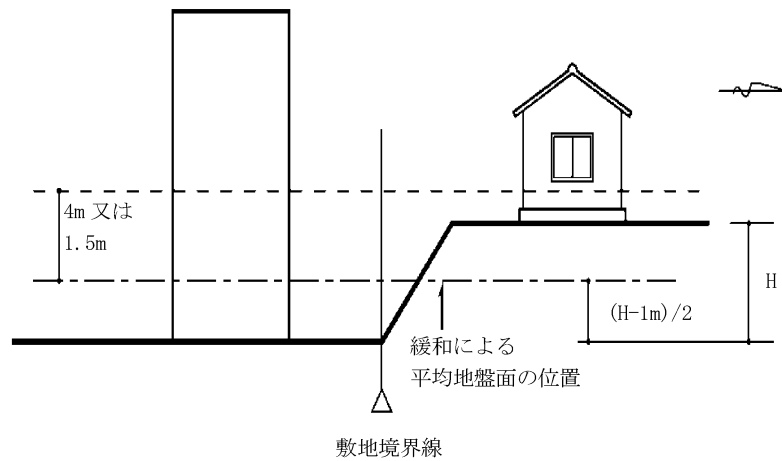 4m 又は
1.5m
H
(H-1m)/2
緩和による
平均地盤面の位置
敷地境界線